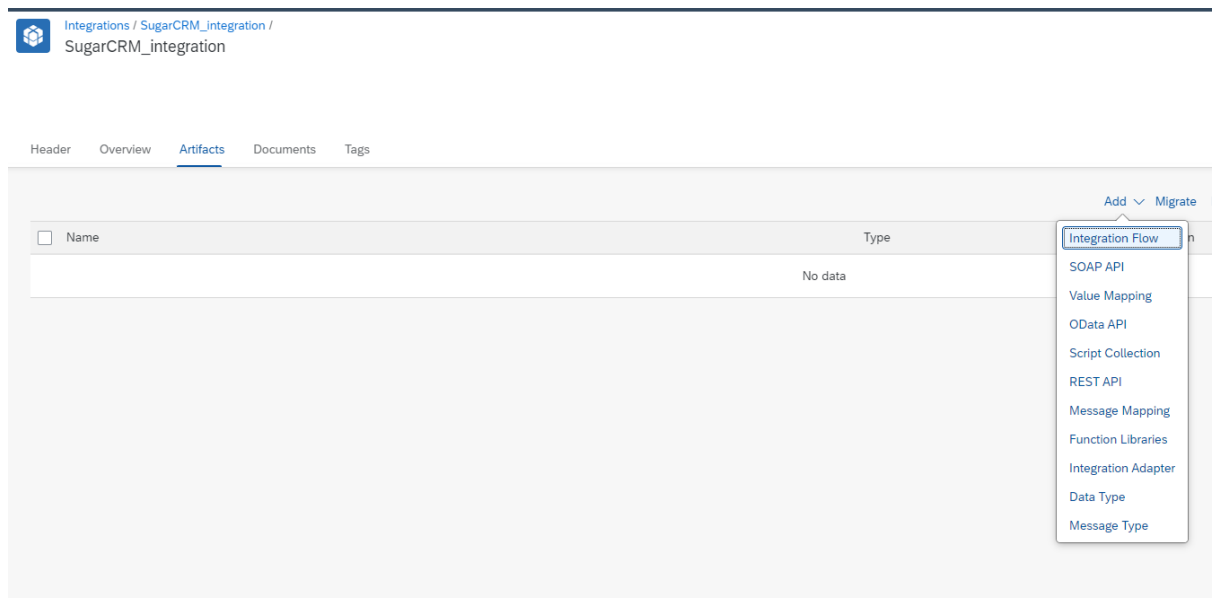 Integrations / SugarCRM_integration /
SugarCRM_integration
Header Overview Artifacts Documents Tags
Add Migrate
Name Type n
No data
Integration Flow
SOAP API
Value Mapping
OData API
Script Collection
REST API
Message Mapping
Function Libraries
Integration Adapter
Data Type
Message Type